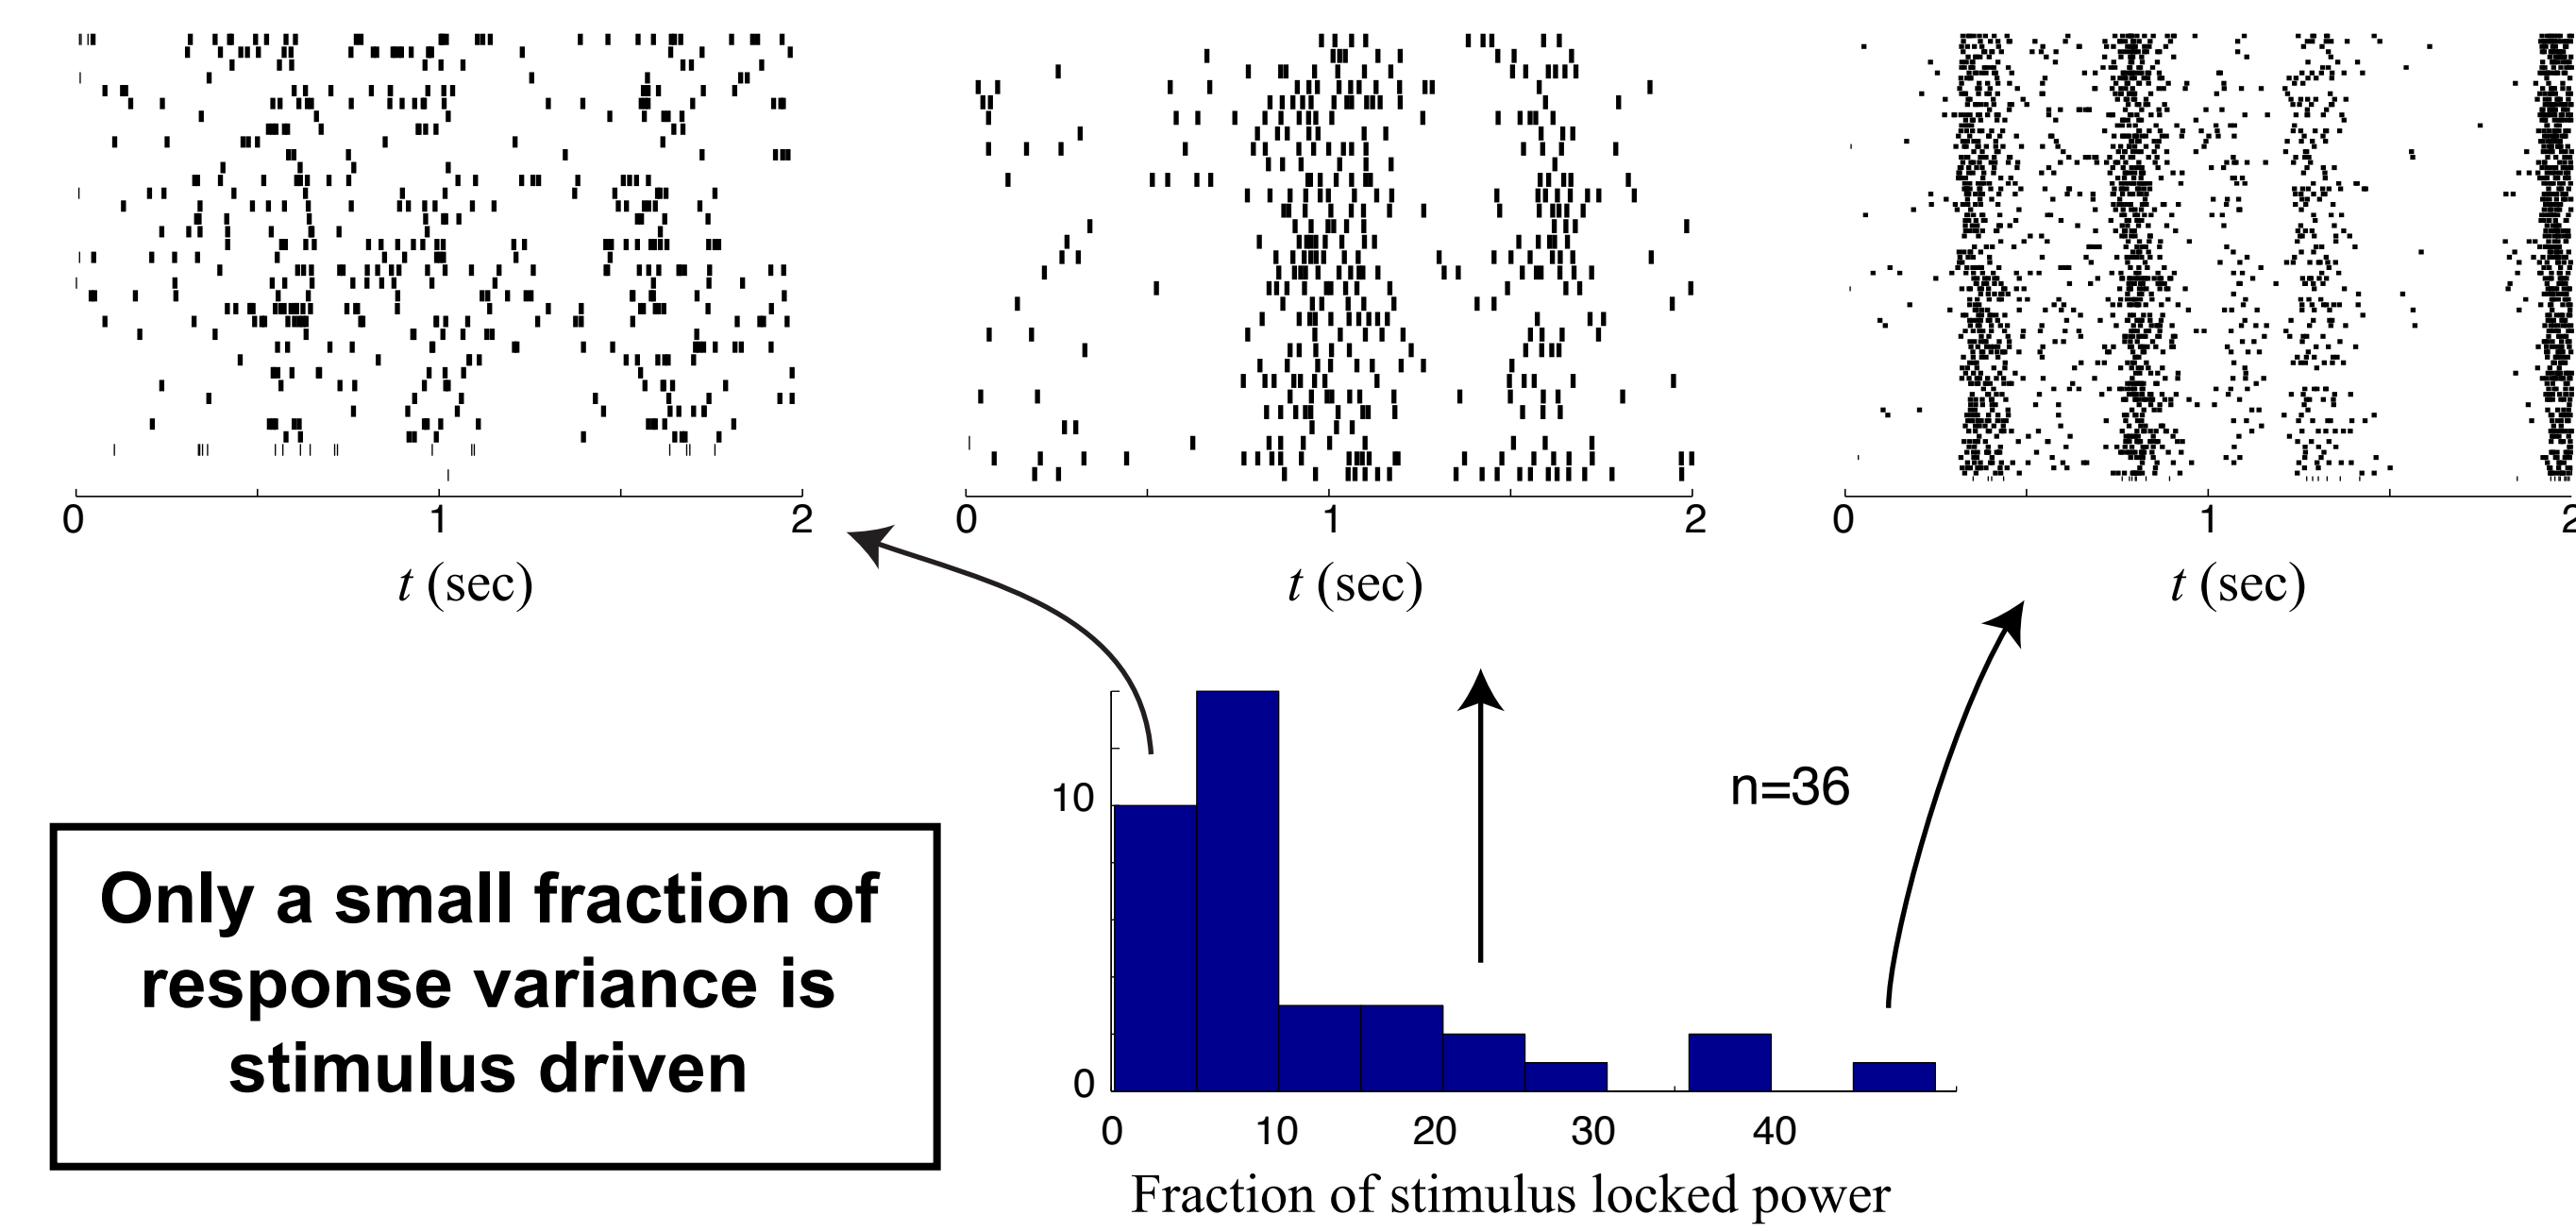 0 1 2
t (sec)
0 1 2
t (sec)
0 1 2
t (sec)
n=36
10
0
0 10 20 30 40
Fraction of stimulus locked power
Only a small fraction of
response variance is
stimulus driven